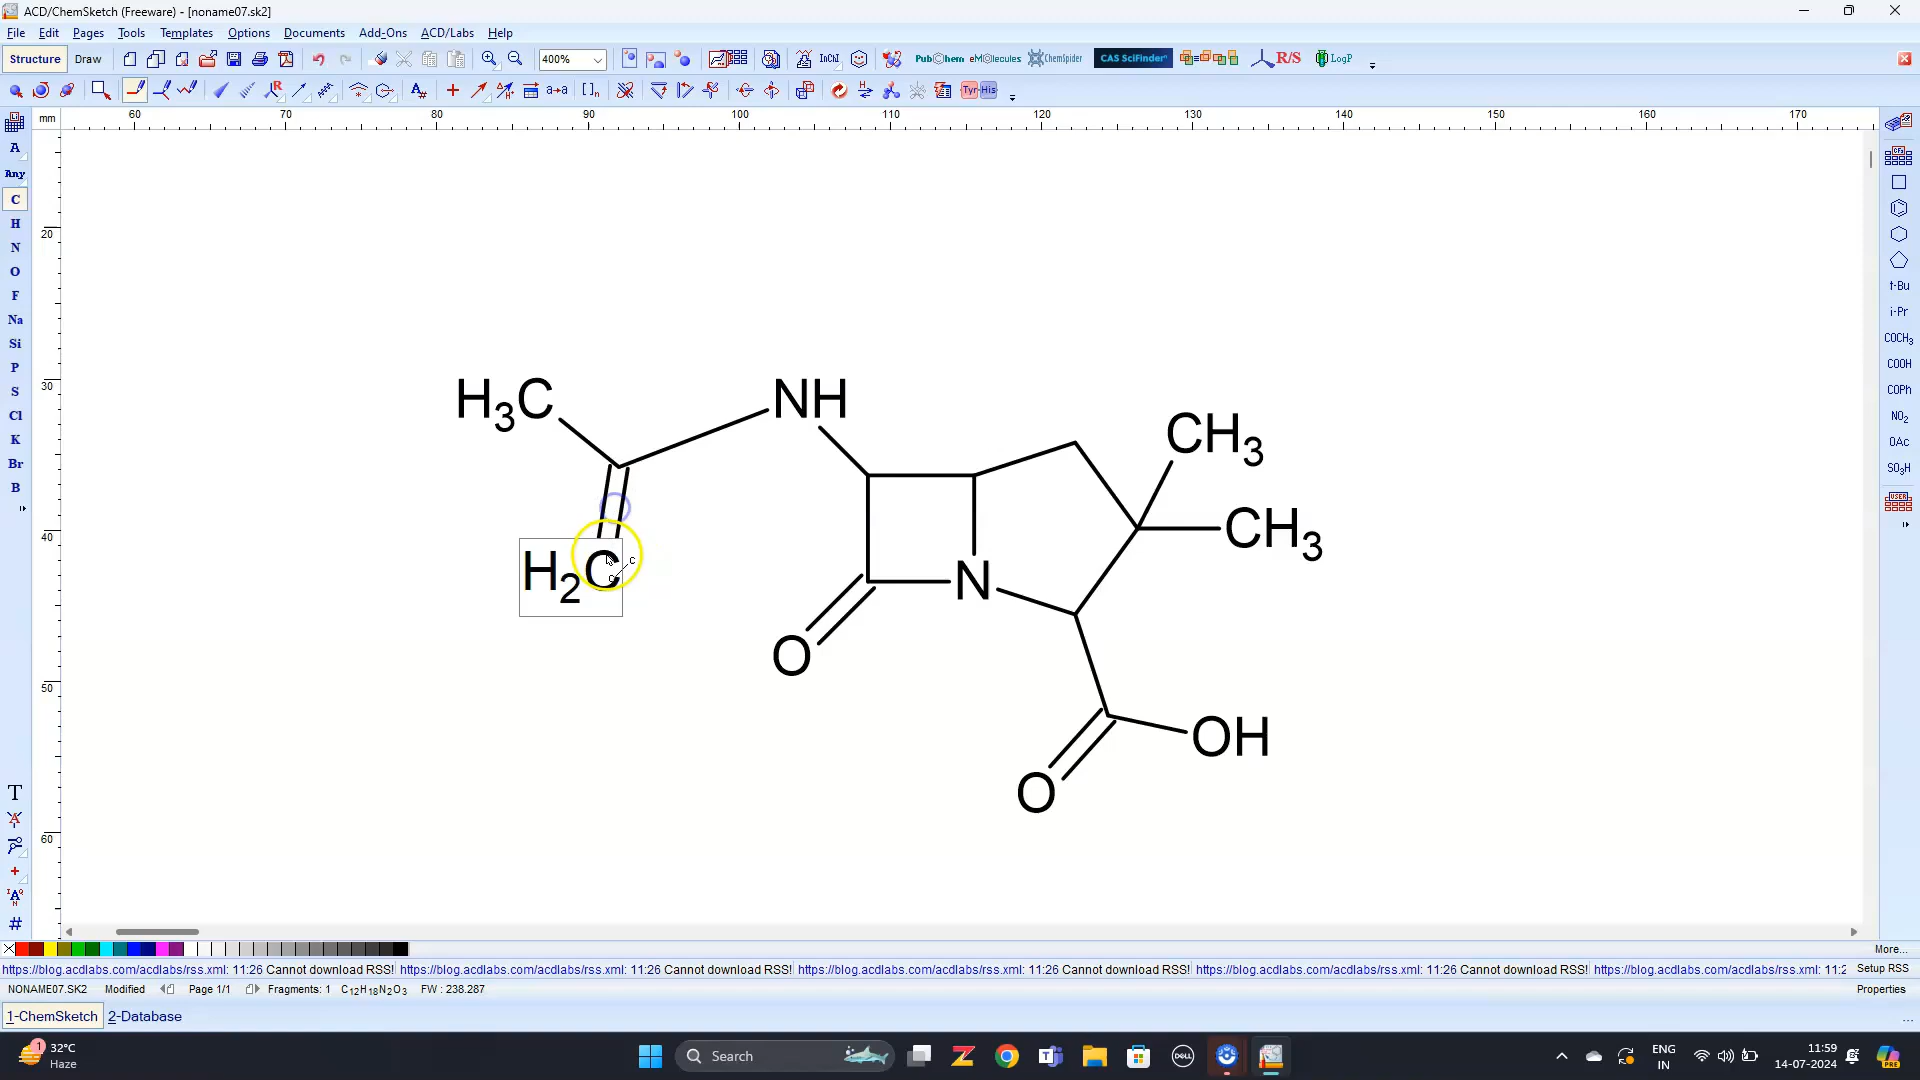 ACD/ChemSketch (Freeware) - [noname07.sk2]
File Edit Pages Tools Templates Options Documents Add-Ons ACD/Labs Help
Structure Draw 400% InChI PubChem eMolecules ChemSpider CAS SciFinder R/S LogP
Tyr His
mm 60 70 80 90 100 110 120 130 140 150 160 170
A
Any
C
H
N
O
F
Na
Si
P
S
Cl
K
Br
B
T
20
30
40
50
60
H3C NH CH3
CH3
H2C N
O
OH
O
t-Bu
i-Pr
COCH3
COOH
COPh
NO2
OAc
SO3H
More...
https://blog.acdlabs.com/acdlabs/rss.xml: 11:26 Cannot download RSS! https://blog.acdlabs.com/acdlabs/rss.xml: 11:26 Cannot download RSS! https://blog.acdlabs.com/acdlabs/rss.xml: 11:26 Cannot download RSS! https://blog.acdlabs.com/acdlabs/rss.xml: 11:26 Cannot download RSS! https://blog.acdlabs.com/acdlabs/rss.xml: 11:2 Setup RSS
NONAME07.SK2 Modified Page 1/1 Fragments: 1 C12H18N2O3 FW : 238.287 Properties
1-ChemSketch 2-Database
32°C
Haze
Search
ENG
IN
11:59
14-07-2024